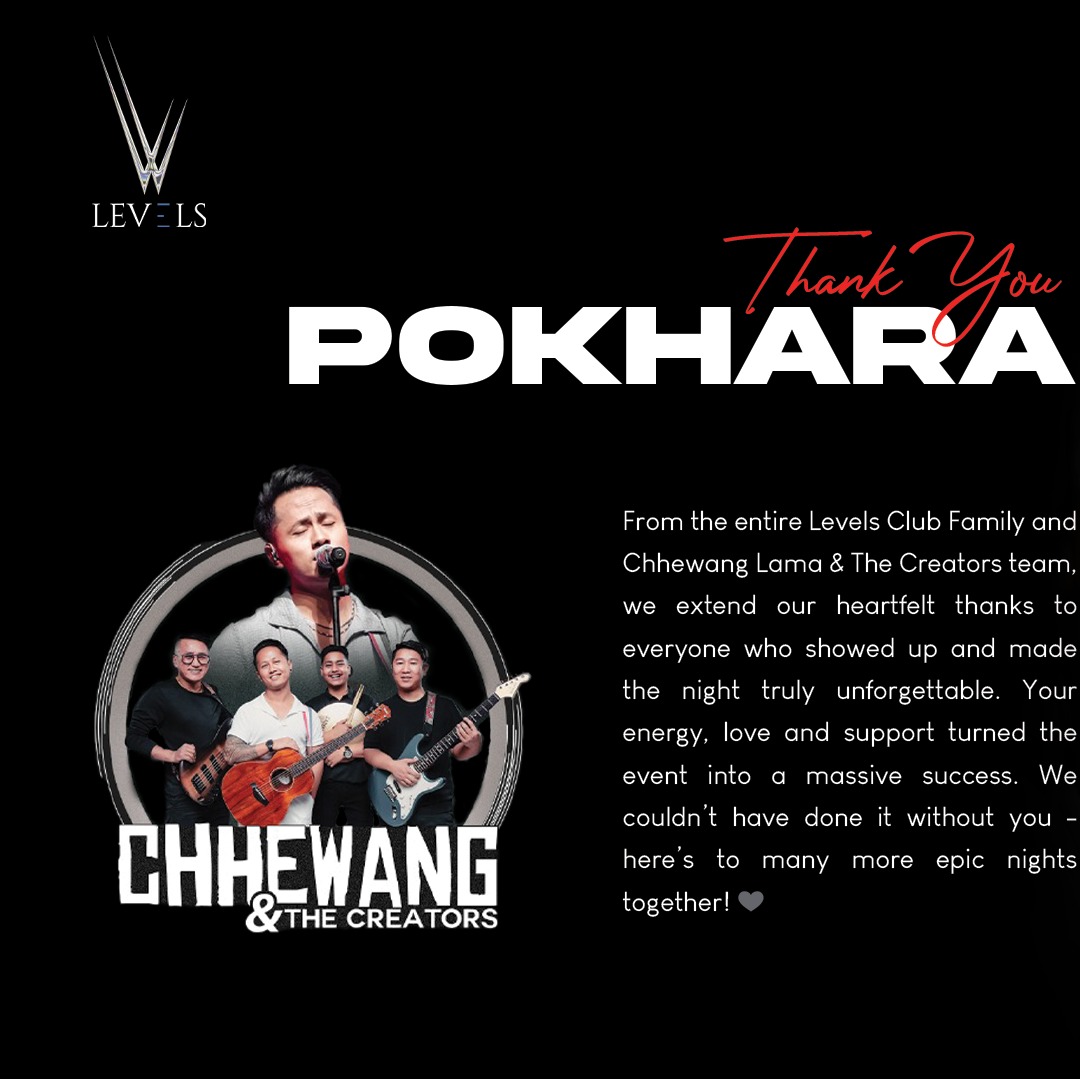 LEVELS
Thank You
POKHARA
From the entire Levels Club Family and
Chhewang Lama & The Creators team,
we extend our heartfelt thanks to
everyone who showed up and made
the night truly unforgettable. Your
energy, love and support turned the
event into a massive success. We
couldn’t have done it without you -
here’s to many more epic nights
together!
CHHEWANG
& THE CREATORS